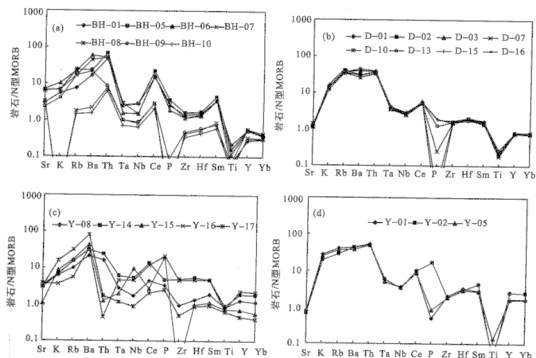 (a)
BH-01 BH-05 BH-06 BH-07
BH-08 BH-09 BH-10
岩石/N型MORB
1000
100
10
1.0
0.1
Sr K Rb Ba Th Ta Nb Ce P Zr Hf Sm Ti Y Yb
(b)
D-01 D-02 D-03 D-07
D-10 D-13 D-15 D-16
岩石/N型MORB
1000
100
10
1.0
0.1
Sr K Rb Ba Th Ta Nb Ce P Zr Hf Sm Ti Y Yb
(c)
Y-08 Y-14 Y-15 Y-16 Y-17
岩石/N型MORB
1000
100
10
1.0
0.1
Sr K Rb Ba Th Ta Nb Ce P Zr Hf Sm Ti Y Yb
(d)
Y-01 Y-02 Y-05
岩石/N型MORB
1000
100
10
1.0
0.1
Sr K Rb Ba Th Ta Nb Ce P Zr Hf Sm Ti Y Yb